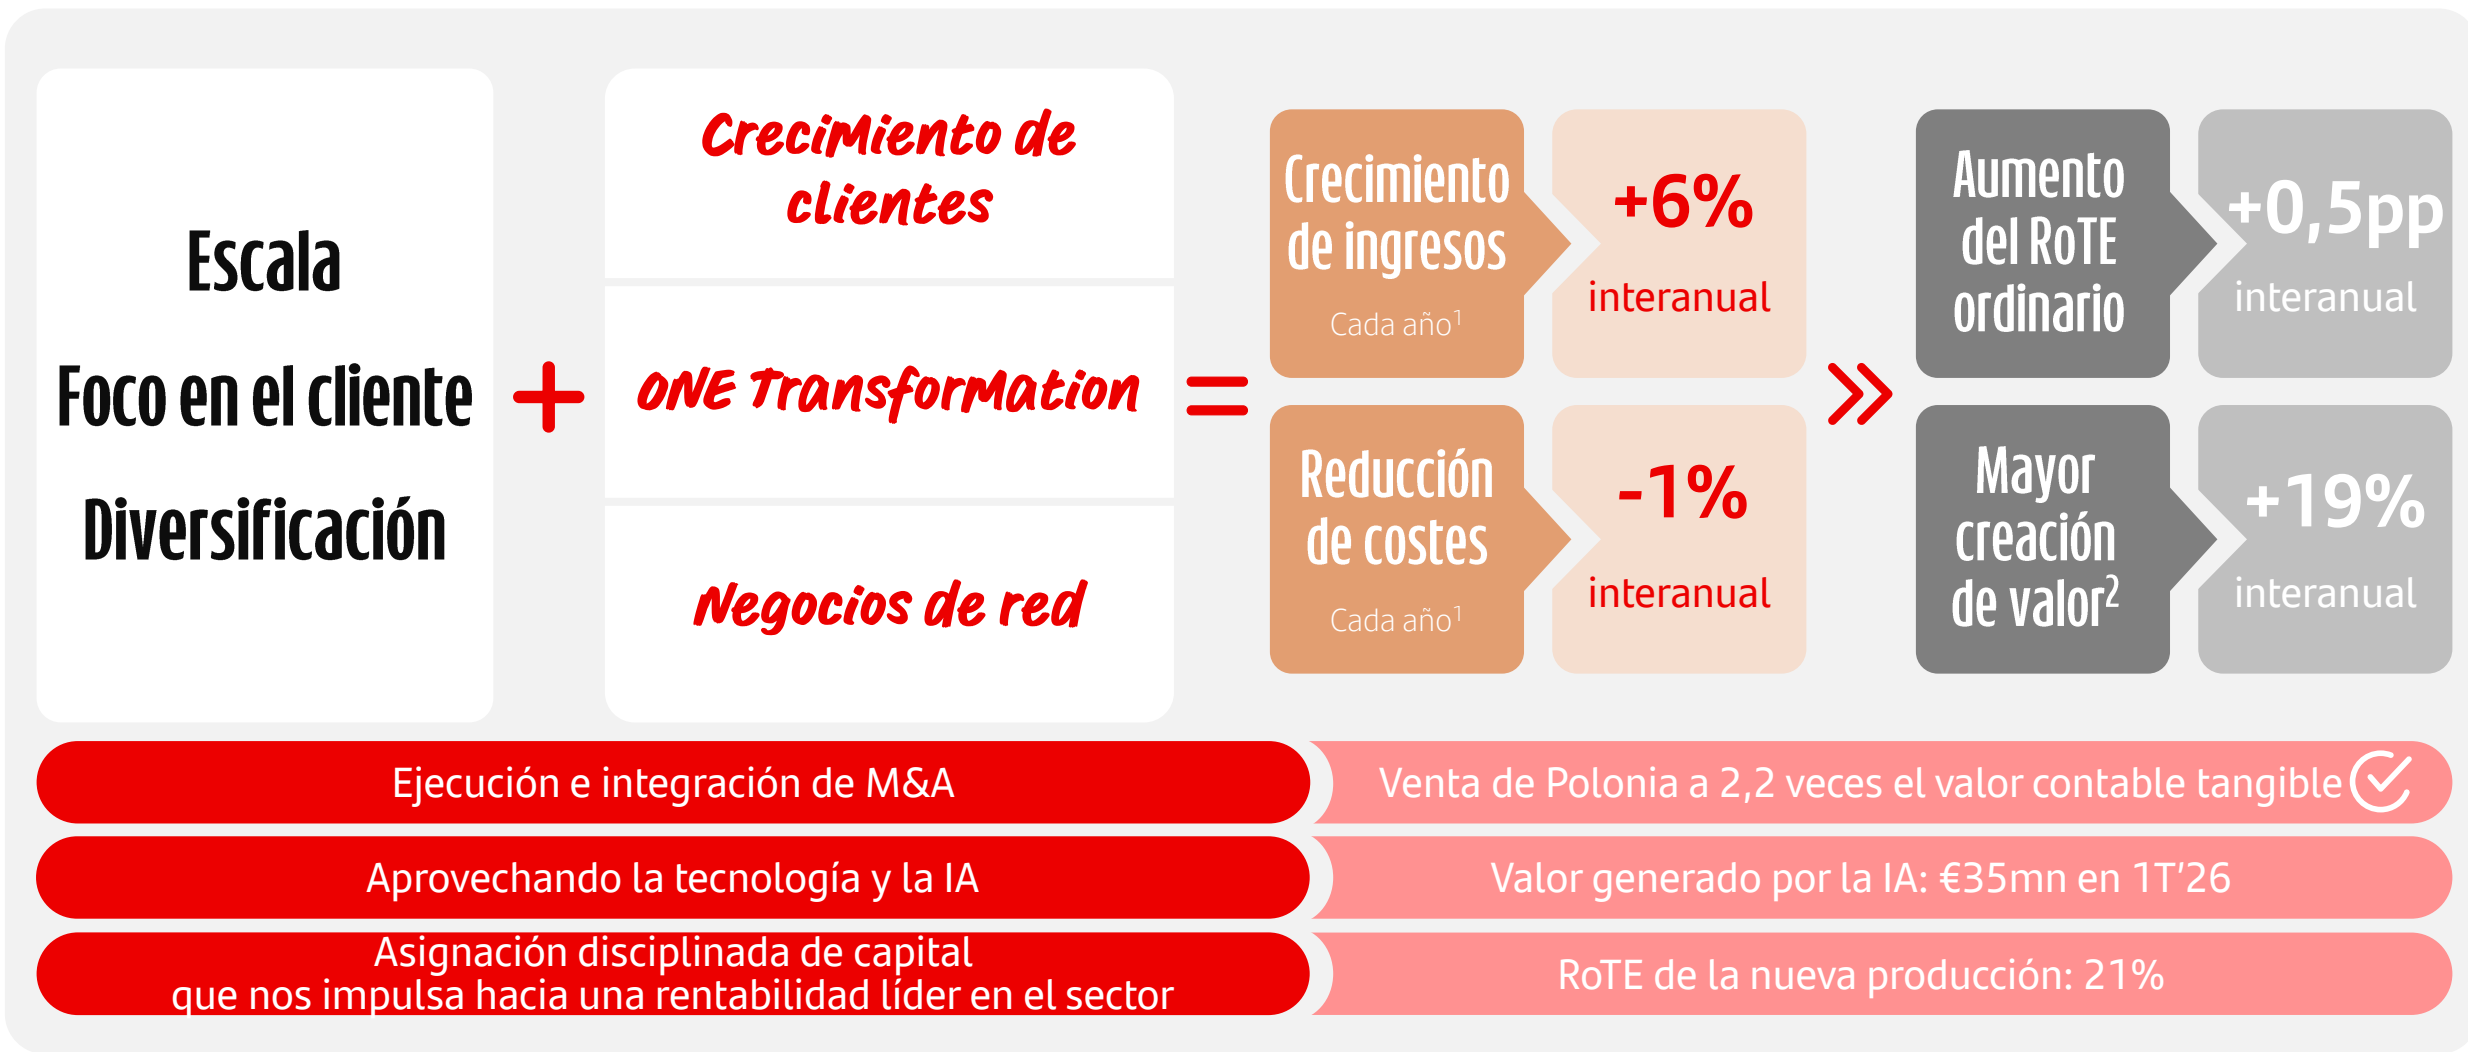 Escala
Foco en el cliente
Diversificación
+
Crecimiento de
clientes
ONE Transformation
Negocios de red
=
Crecimiento
de ingresos
Cada año¹
+6%
interanual
Reducción
de costes
Cada año¹
-1%
interanual
Aumento
del RoTE
ordinario
+0,5pp
interanual
Mayor
creación
de valor²
+19%
interanual
Ejecución e integración de M&A
Venta de Polonia a 2,2 veces el valor contable tangible
Aprovechando la tecnología y la IA
Valor generado por la IA: €35mn en 1T'26
Asignación disciplinada de capital
que nos impulsa hacia una rentabilidad líder en el sector
RoTE de la nueva producción: 21%